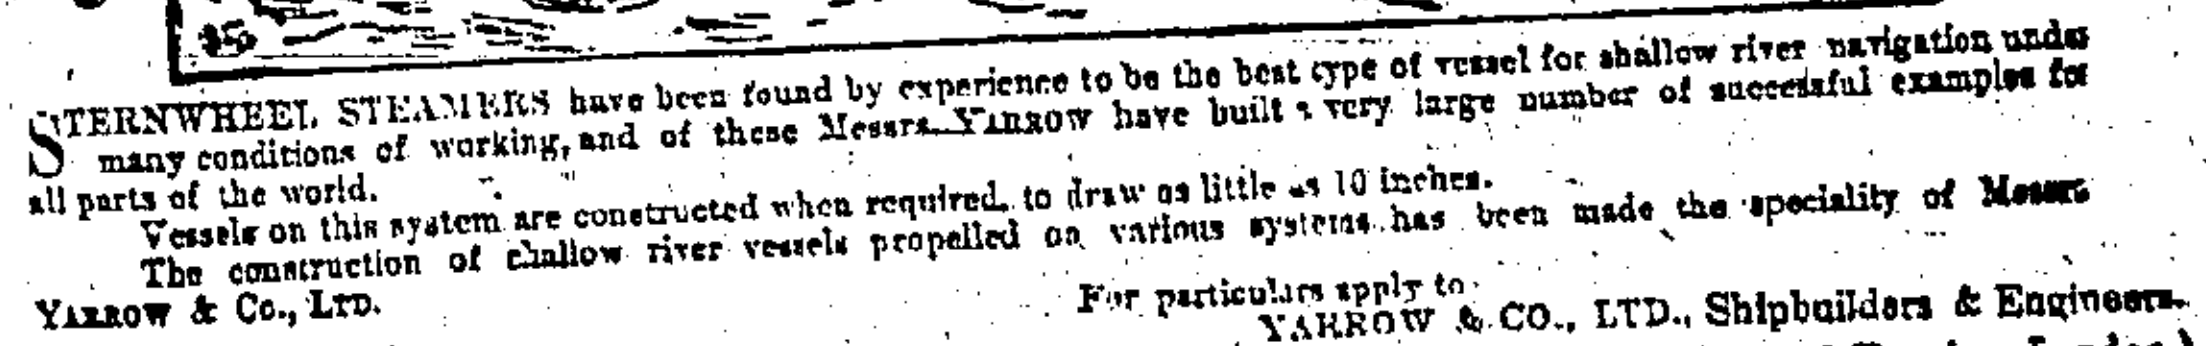 STERNWHEEL STEAMERS have been found by experience to be the best type of vessel for shallow river navigation under
many conditions of working, and of these Messrs. YARROW have built a very large number of successful examples for
all parts of the world.
Vessels on this system are constructed when required, to draw as little as 10 inches.
The construction of shallow river vessels propelled on various systems has been made the speciality of Messrs
YARROW & Co., LTD.
For particulars apply to
YARROW & CO., LTD., Shipbuilders & Engineers.